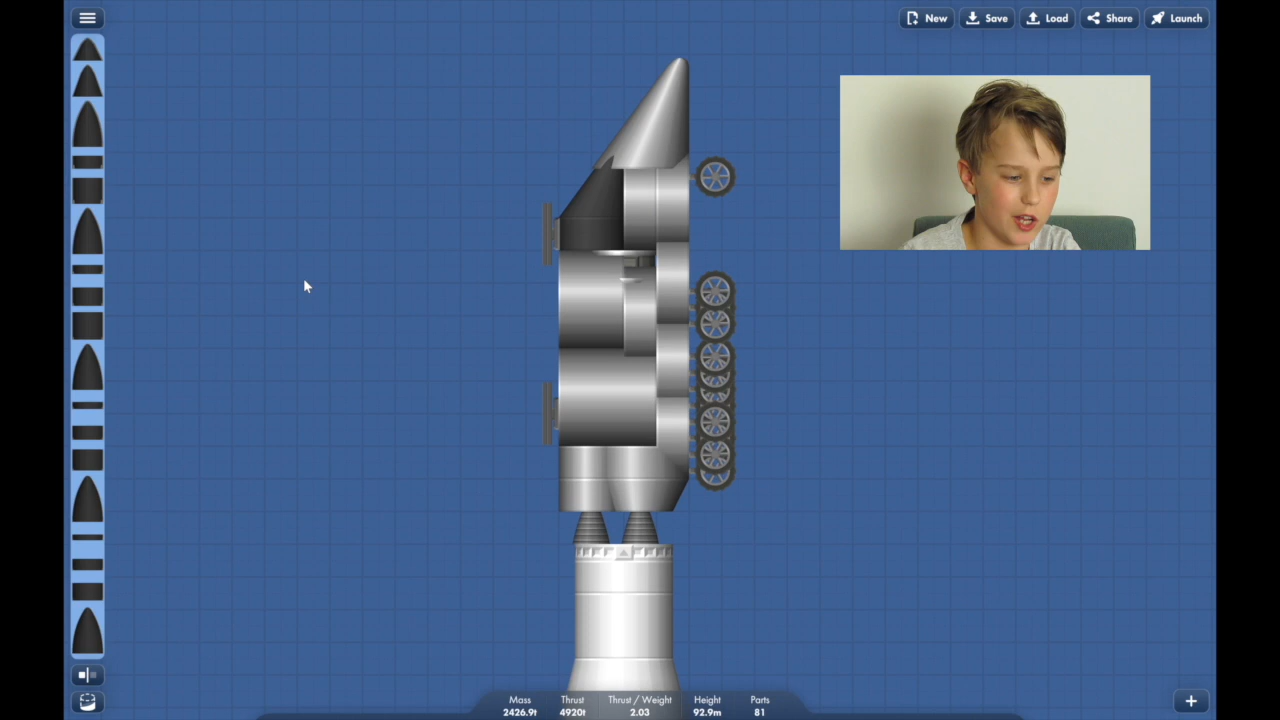 New Save Load Share Launch
Mass Thrust Thrust / Weight Height Parts
2426.9t 4920t 2.03 92.9m 81